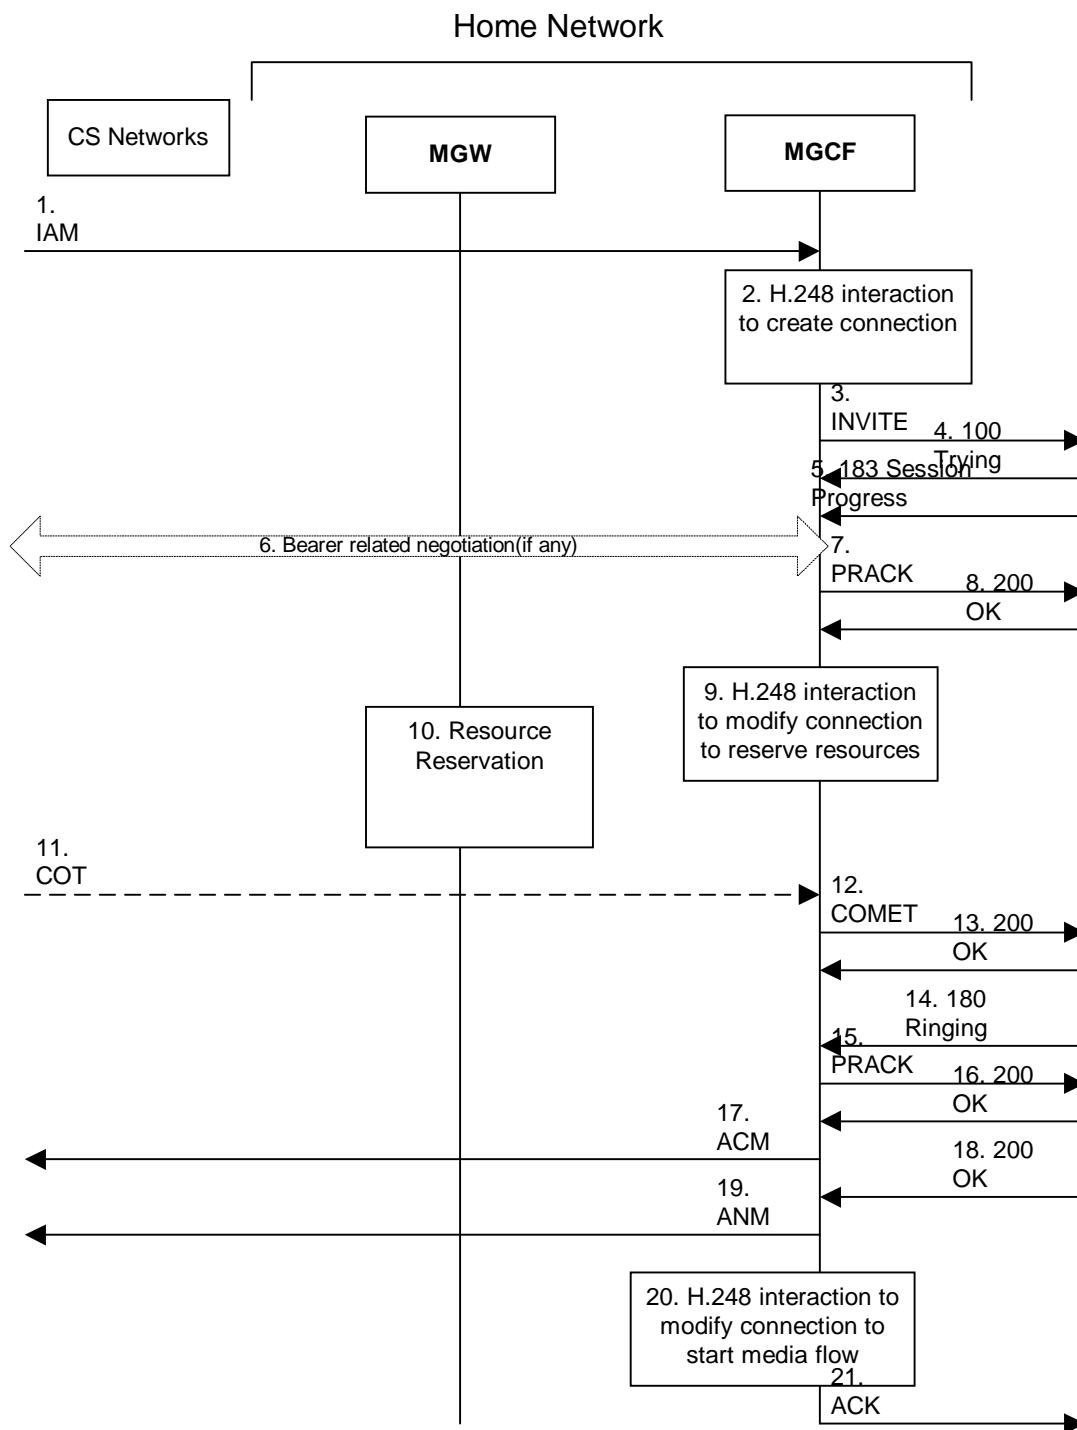 Home Network
CS Networks
MGW
MGCF
1.
IAM
2. H.248 interaction
to create connection
3.
INVITE
4. 100
Trying
5. 183 Session
Progress
6. Bearer related negotiation(if any)
7.
PRACK
8. 200
OK
9. H.248 interaction
to modify connection
to reserve resources
10. Resource
Reservation
11.
COT
12.
COMET
13. 200
OK
14. 180
Ringing
15.
PRACK
16. 200
OK
17.
ACM
18. 200
OK
19.
ANM
20. H.248 interaction to
modify connection to
start media flow
21.
ACK